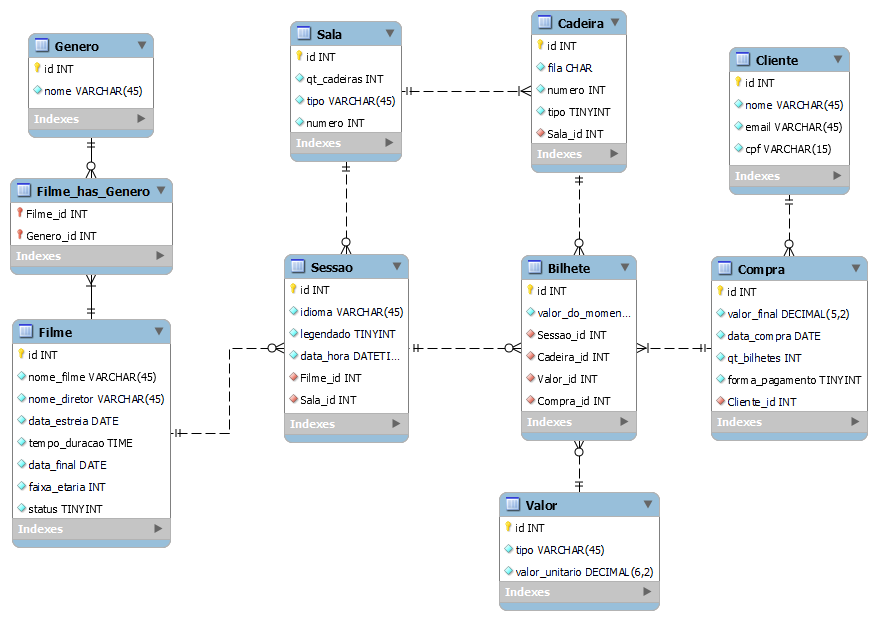 Genero
id INT
nome VARCHAR(45)
Indexes
Sala
id INT
qt_cadeiras INT
tipo VARCHAR(45)
numero INT
Indexes
Cadeira
id INT
fila CHAR
numero INT
tipo TINYINT
Sala_id INT
Indexes
Cliente
id INT
nome VARCHAR(45)
email VARCHAR(45)
cpf VARCHAR(15)
Indexes
Filme_has_Genero
Filme_id INT
Genero_id INT
Indexes
Sessao
id INT
idioma VARCHAR(45)
legendado TINYINT
data_hora DATETI...
Filme_id INT
Sala_id INT
Indexes
Bilhete
id INT
valor_do_momen...
Sessao_id INT
Cadeira_id INT
Valor_id INT
Compra_id INT
Indexes
Compra
id INT
valor_final DECIMAL(5,2)
data_compra DATE
qt_bilhetes INT
forma_pagamento TINYINT
Cliente_id INT
Indexes
Filme
id INT
nome_filme VARCHAR(45)
nome_diretor VARCHAR(45)
data_estreia DATE
tempo_duracao TIME
data_final DATE
faixa_etaria INT
status TINYINT
Indexes
Valor
id INT
tipo VARCHAR(45)
valor_unitario DECIMAL(6,2)
Indexes